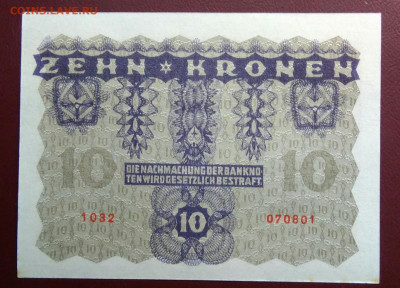 COINS.LAVE.RU
ZEHN KRONEN
10 10
DIE NACHMACHUNG DER BANKNO-
TEN WIRD GESETZLICH BESTRAFT.
1032 10 070801